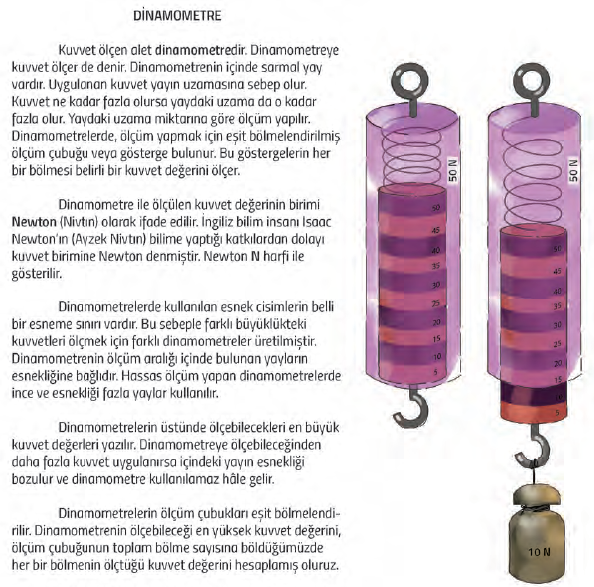 DİNAMOMETRE
Kuvvet ölçen alet dinamometredir. Dinamometreye
kuvvet ölçer de denir. Dinamometrenin içinde sarmal yay
vardır. Uygulanan kuvvet yayın uzamasına sebep olur.
Kuvvet ne kadar fazla olursa yaydaki uzama da o kadar
fazla olur. Yaydaki uzama miktarına göre ölçüm yapılır.
Dinamometrelerde, ölçüm yapmak için eşit bölmelendirilmiş
ölçüm çubuğu veya gösterge bulunur. Bu göstergelerin her
bir bölmesi belirli bir kuvvet değerini ölçer.
Dinamometre ile ölçülen kuvvet değerinin birimi
Newton (Nivtın) olarak ifade edilir. İngiliz bilim insanı Isaac
Newton'ın (Ayzek Nivtın) bilime yaptığı katkılardan dolayı
kuvvet birimine Newton denmiştir. Newton N harfi ile
gösterilir.
Dinamometrelerde kullanılan esnek cisimlerin belli
bir esneme sınırı vardır. Bu sebeple farklı büyüklükteki
kuvvetleri ölçmek için farklı dinamometreler üretilmiştir.
Dinamometrenin ölçüm aralığı içinde bulunan yayların
esnekliğine bağlıdır. Hassas ölçüm yapan dinamometrelerde
ince ve esnekliği fazla yaylar kullanılır.
Dinamometrelerin üstünde ölçebilecekleri en büyük
kuvvet değerleri yazılır. Dinamometreye ölçebileceğinden
daha fazla kuvvet uygulanırsa içindeki yayın esnekliği
bozulur ve dinamometre kullanılamaz hâle gelir.
Dinamometrelerin ölçüm çubukları eşit bölmelendi-
rilir. Dinamometrenin ölçebileceği en yüksek kuvvet değerini,
ölçüm çubuğunun toplam bölme sayısına böldüğümüzde
her bir bölmenin ölçtüğü kuvvet değerini hesaplamış oluruz.
50 N
50
45
40
35
30
25
20
15
10
5
50 N
50
45
40
35
30
25
20
15
5
10 N